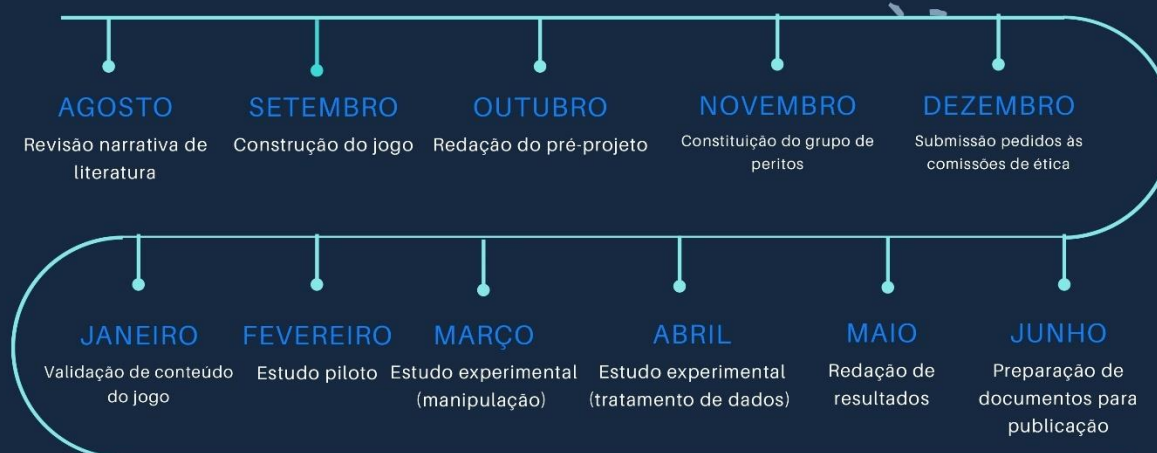 AGOSTO
Revisão narrativa de
literatura
SETEMBRO
Construção do jogo
OUTUBRO
Redação do pré-projeto
NOVEMBRO
Constituição do grupo de
peritos
DEZEMBRO
Submissão pedidos às
comissões de ética
JANEIRO
Validação de conteúdo
do jogo
FEVEREIRO
Estudo piloto
MARÇO
Estudo experimental
(manipulação)
ABRIL
Estudo experimental
(tratamento de dados)
MAIO
Redação de
resultados
JUNHO
Preparação de
documentos para
publicação